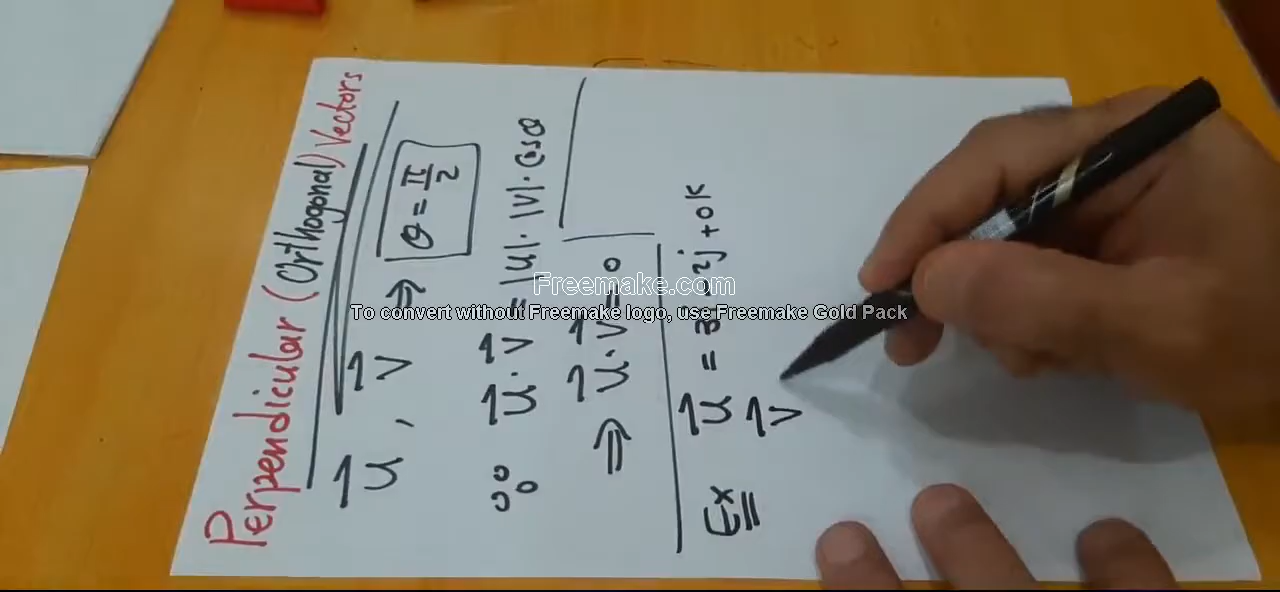 Perpendicular (Orthogonal) Vectors
u⃗ , v⃗ ⇒ θ = π/2
∴ u⃗ · v⃗ = |u| · |v| · cos θ
⇒ u⃗ · v⃗ = 0
Ex u⃗ = 3i - 2j + 0k
v⃗
Freemake.com
To convert without Freemake logo, use Freemake Gold Pack